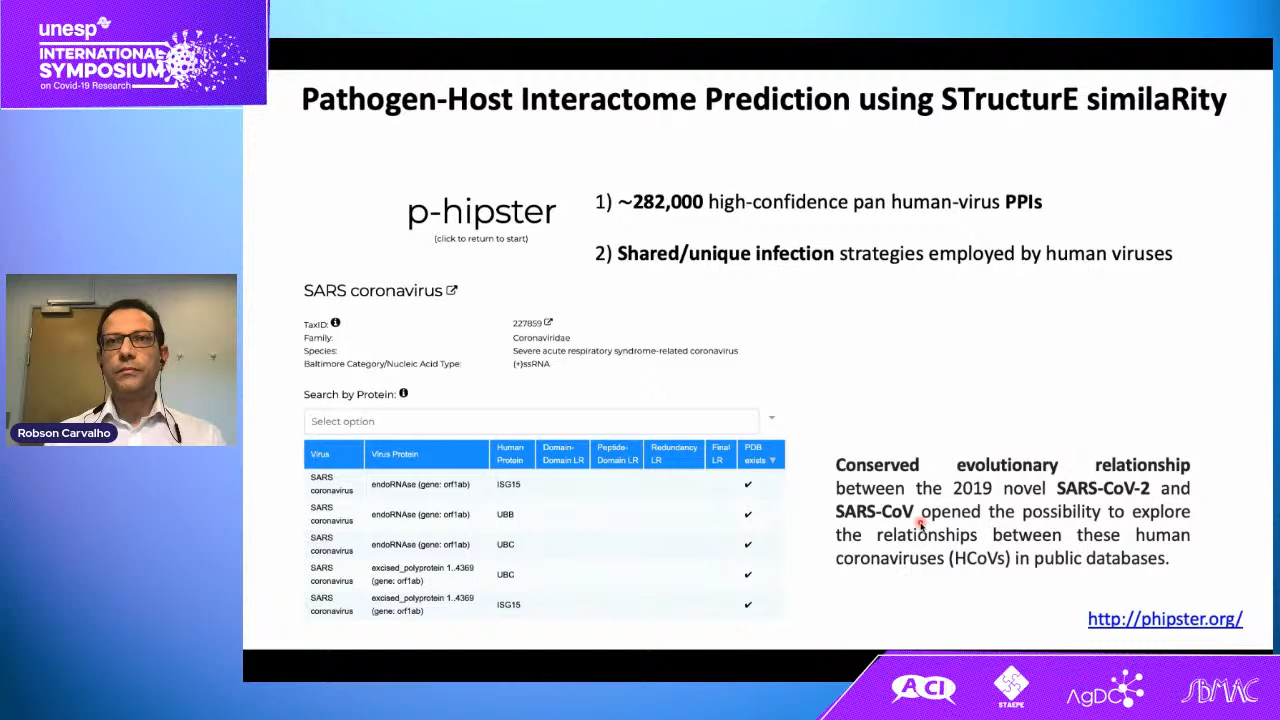 unesp
INTERNATIONAL
SYMPOSIUM
on Covid-19 Research
Pathogen-Host Interactome Prediction using STructurE similaRity
p-hipster
(click to return to start)
1) ~282,000 high-confidence pan human-virus PPIs
2) Shared/unique infection strategies employed by human viruses
SARS coronavirus
TaxID: 227859
Family: Coronaviridae
Species: Severe acute respiratory syndrome-related coronavirus
Baltimore Category/Nucleic Acid Type: (+)ssRNA
Search by Protein:
Select option
Virus Virus Protein Human Protein Domain-Domain LR Peptide-Domain LR Redundancy LR Final LR PDB exists
SARS coronavirus endoRNAse (gene: orf1ab) ISG15 ✔
SARS coronavirus endoRNAse (gene: orf1ab) UBB ✔
SARS coronavirus endoRNAse (gene: orf1ab) UBC ✔
SARS coronavirus excised_polyprotein 1..4369 (gene: orf1ab) UBC ✔
SARS coronavirus excised_polyprotein 1..4369 (gene: orf1ab) ISG15 ✔
Conserved evolutionary relationship
between the 2019 novel SARS-CoV-2 and
SARS-CoV opened the possibility to explore
the relationships between these human
coronaviruses (HCoVs) in public databases.
http://phipster.org/
Robson Carvalho
ACI
STAEPE
AgDC
SBMAC